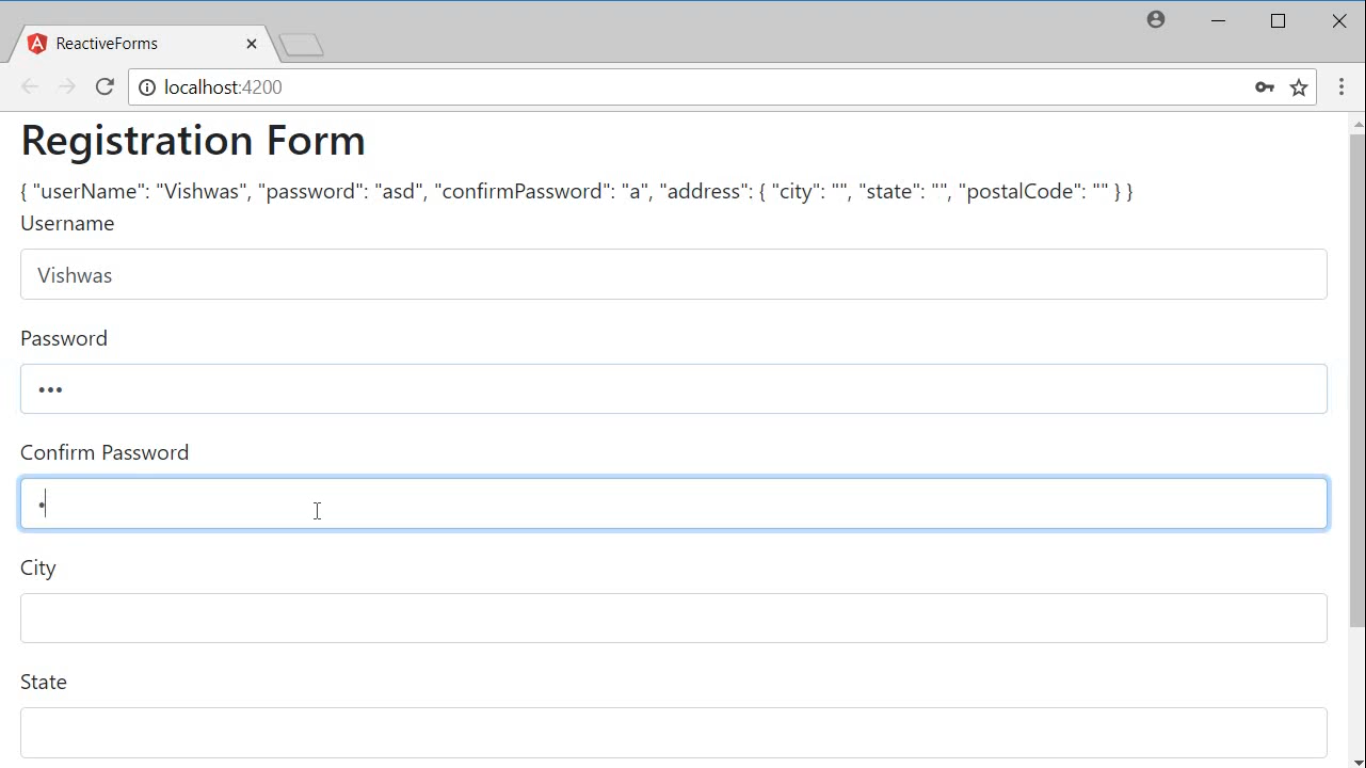 ReactiveForms
localhost:4200
Registration Form
{ "userName": "Vishwas", "password": "asd", "confirmPassword": "a", "address": { "city": "", "state": "", "postalCode": "" } }
Username
Vishwas
Password
•••
Confirm Password
•
City
State